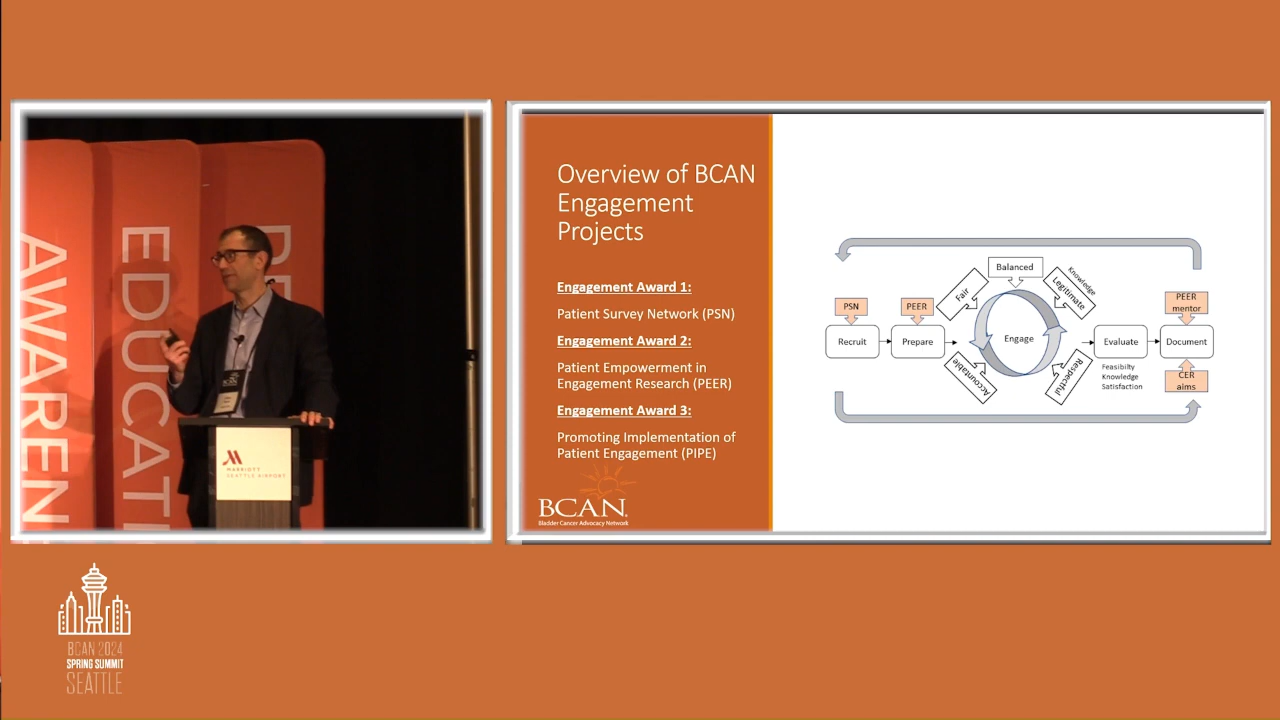 AWAREN
EDUCATI
RE
BCAN
MARRIOTT
SEATTLE AIRPORT
Overview of BCAN
Engagement
Projects
Engagement Award 1:
Patient Survey Network (PSN)
Engagement Award 2:
Patient Empowerment in
Engagement Research (PEER)
Engagement Award 3:
Promoting Implementation of
Patient Engagement (PIPE)
BCAN
Bladder Cancer Advocacy Network
Balanced
Fair
Knowledge
Legitimate
PSN
PEER
PEER
mentor
Recruit
Prepare
Engage
Evaluate
Document
Accountable
Respectful
Feasibilty
Knowledge
Satisfaction
CER
aims
BCAN 2024
SPRING SUMMIT
SEATTLE